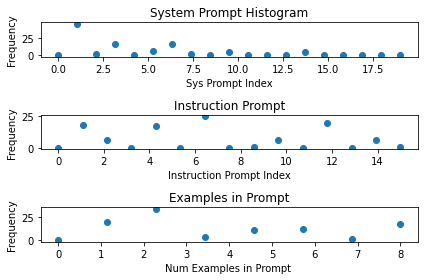 System Prompt Histogram
Frequency
25
0
0.0 2.5 5.0 7.5 10.0 12.5 15.0 17.5
Sys Prompt Index
Instruction Prompt
Frequency
25
0
0 2 4 6 8 10 12 14
Instruction Prompt Index
Examples in Prompt
Frequency
25
0
0 1 2 3 4 5 6 7 8
Num Examples in Prompt